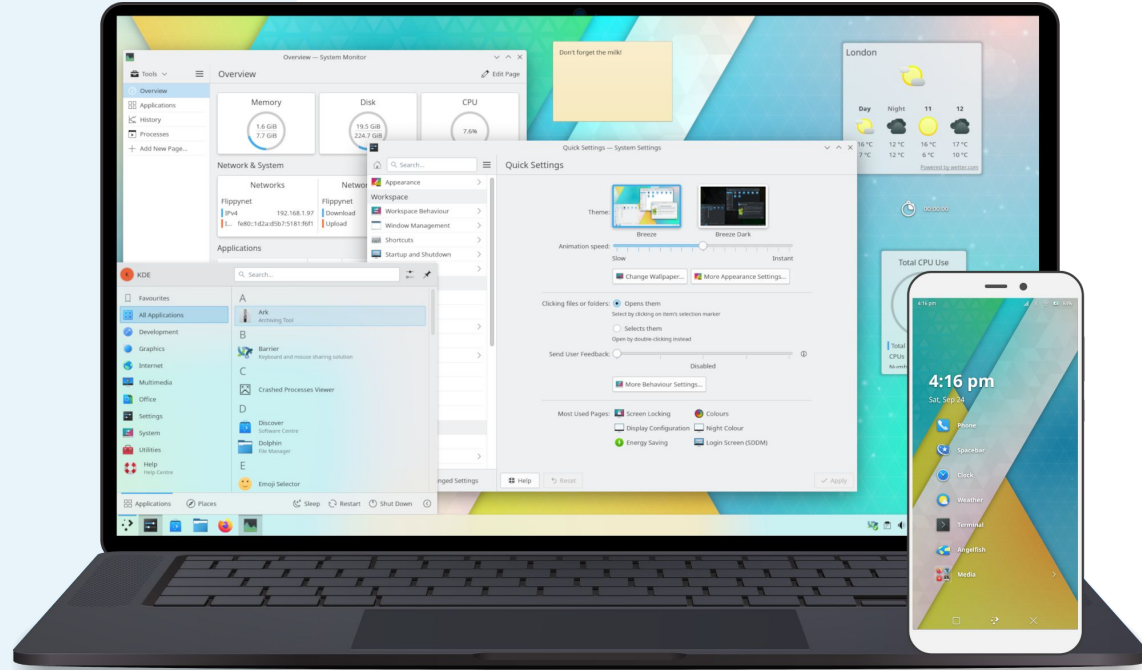 Overview — System Monitor
Tools
Overview
Edit Page
Overview
Applications
History
Processes
Add New Page...
Memory
1.6 GiB
7.7 GiB
Disk
19.5 GiB
224.7 GiB
CPU
7.6%
Network & System
Networks
Flippynet
IPv4 192.168.1.97
Flippynet
Download
Upload
Applications
Don't forget the milk!
London
Day Night 11 12
16 °C 12 °C 16 °C 17 °C
7 °C 12 °C 6 °C 10 °C
Powered by wetter.com
00:00:00
Total CPU Use
Total
CPUs
Quick Settings — System Settings
Search...
Quick Settings
Appearance
Workspace
Workspace Behaviour
Window Management
Shortcuts
Startup and Shutdown
Theme:
Breeze
Breeze Dark
Animation speed:
Slow
Instant
Change Wallpaper...
More Appearance Settings...
Clicking files or folders:
Opens them
Select by clicking on item's selection marker
Selects them
Open by double-clicking instead
Send User Feedback:
Disabled
More Behaviour Settings...
Most Used Pages:
Screen Locking
Colours
Display Configuration
Night Colour
Energy Saving
Login Screen (SDDM)
Settings
Help
Reset
Apply
KDE
Search...
Favourites
All Applications
Development
Graphics
Internet
Multimedia
Office
Settings
System
Utilities
Help
Help Centre
A
Ark
Archiving Tool
B
Barrier
Keyboard and mouse sharing solution
C
Crashed Processes Viewer
D
Discover
Software Centre
Dolphin
File Manager
E
Emoji Selector
Applications
Places
Sleep
Restart
Shut Down
4:16 pm
4:16 pm
Sat, Sep 24
Phone
Spacebar
Clock
Weather
Terminal
Angelfish
Media